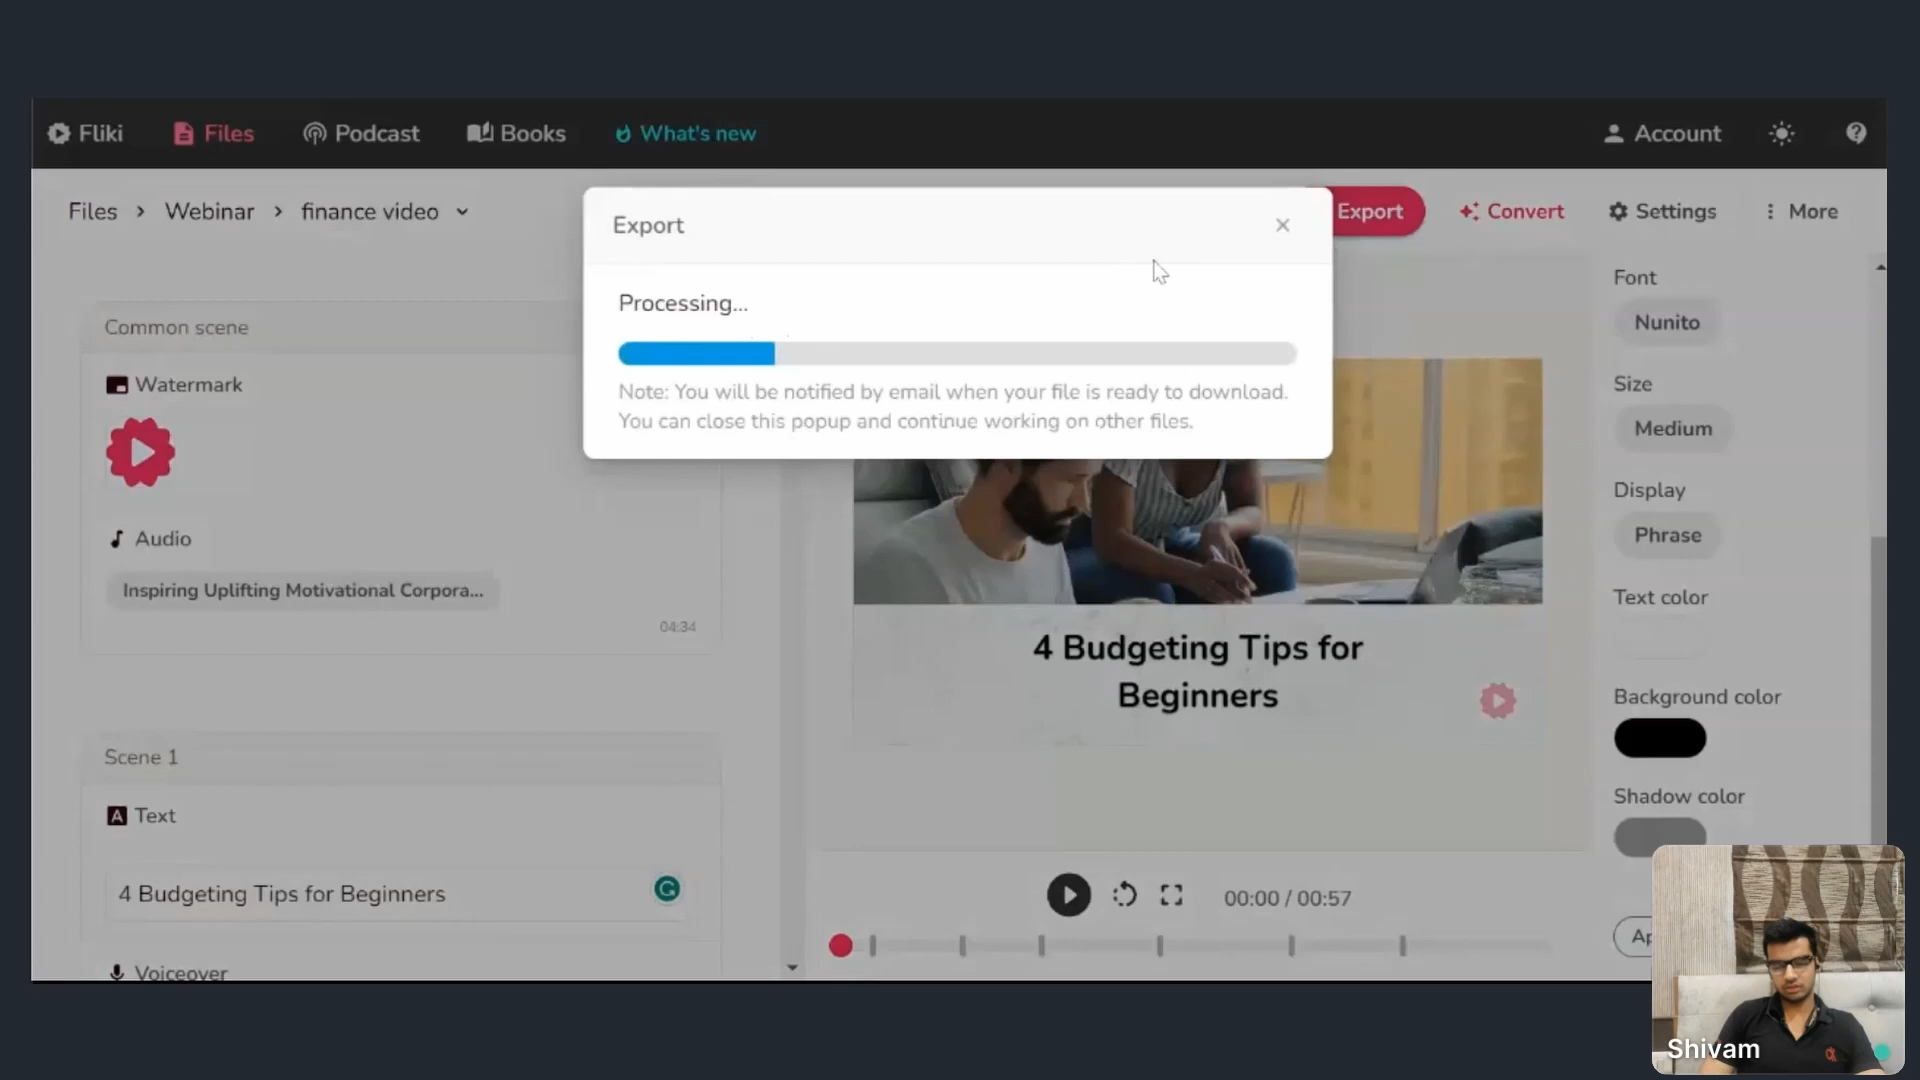 Fliki
Files
Podcast
Books
What's new
Account
Files > Webinar > finance video
Export
Convert
Settings
More
Export
Processing...
Note: You will be notified by email when your file is ready to download.
You can close this popup and continue working on other files.
Common scene
Watermark
Audio
Inspiring Uplifting Motivational Corpora...
04:34
Scene 1
A Text
4 Budgeting Tips for Beginners
Voiceover
4 Budgeting Tips for
Beginners
00:00 / 00:57
Font
Nunito
Size
Medium
Display
Phrase
Text color
Background color
Shadow color
Shivam